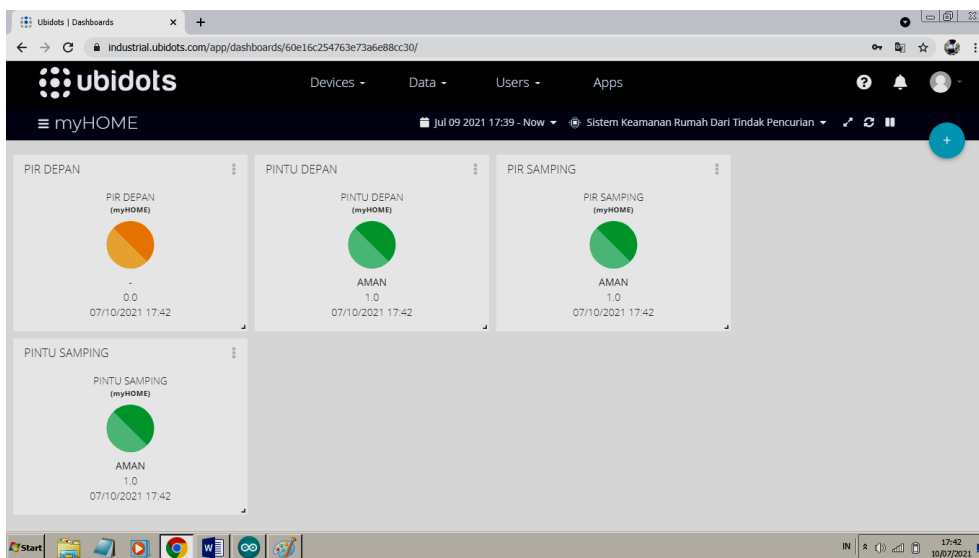 Ubidots | Dashboards
industrial.ubidots.com/app/dashboards/60e16c254763e73a6e88cc30/
ubidots
Devices
Data
Users
Apps
myHOME
Jul 09 2021 17:39 - Now
Sistem Keamanan Rumah Dari Tindak Pencurian
PIR DEPAN
PIR DEPAN
(myHOME)
-
0.0
07/10/2021 17:42
PINTU DEPAN
PINTU DEPAN
(myHOME)
AMAN
1.0
07/10/2021 17:42
PIR SAMPING
PIR SAMPING
(myHOME)
AMAN
1.0
07/10/2021 17:42
PINTU SAMPING
PINTU SAMPING
(myHOME)
AMAN
1.0
07/10/2021 17:42
Start
IN
17:42
10/07/2021